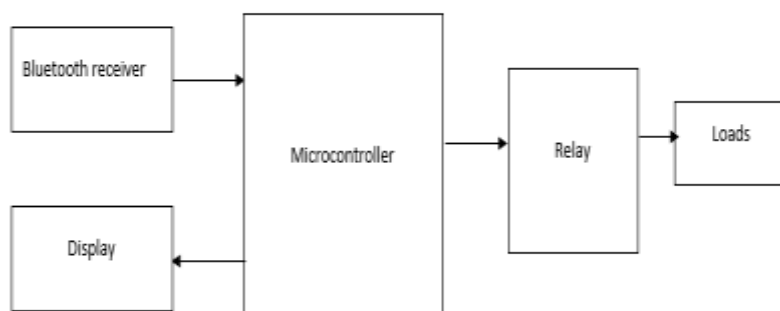 Bluetooth receiver
Microcontroller
Relay
Loads
Display